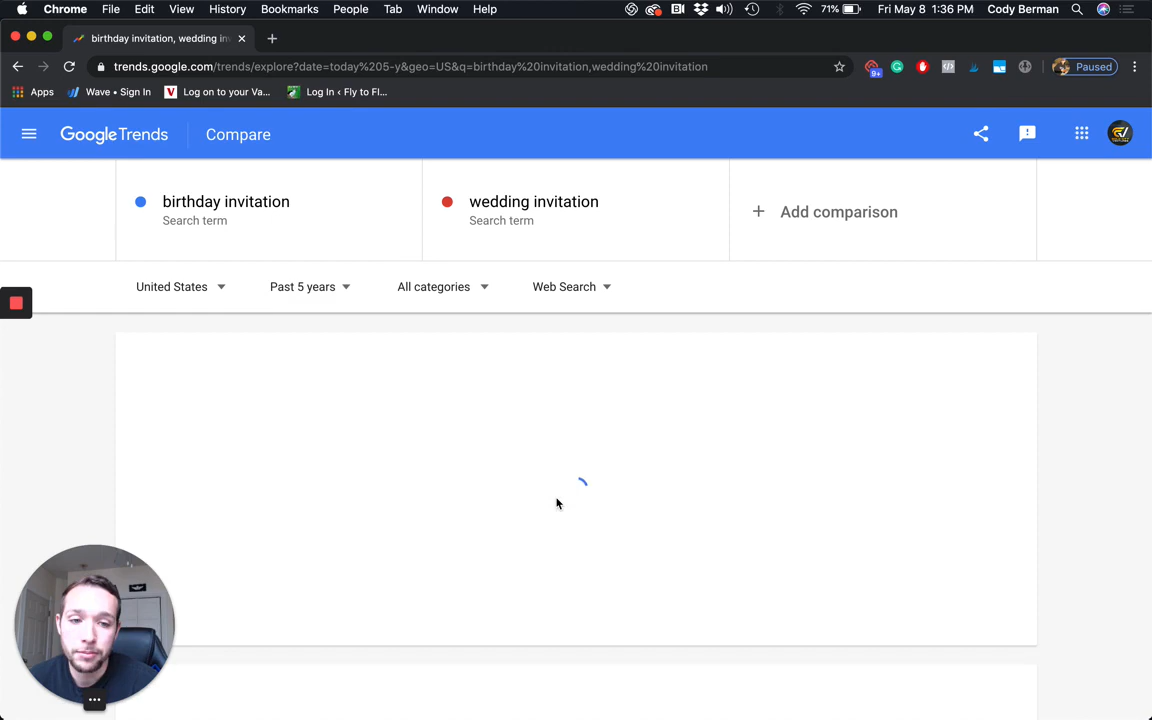 Chrome File Edit View History Bookmarks People Tab Window Help 71% Fri May 8 1:36 PM Cody Berman
birthday invitation, wedding in
trends.google.com/trends/explore?date=today%205-y&geo=US&q=birthday%20invitation,wedding%20invitation 9+ Paused
Apps Wave • Sign In Log on to your Va... Log In ‹ Fly to Fl...
Google Trends Compare
birthday invitation wedding invitation + Add comparison
Search term Search term
United States Past 5 years All categories Web Search